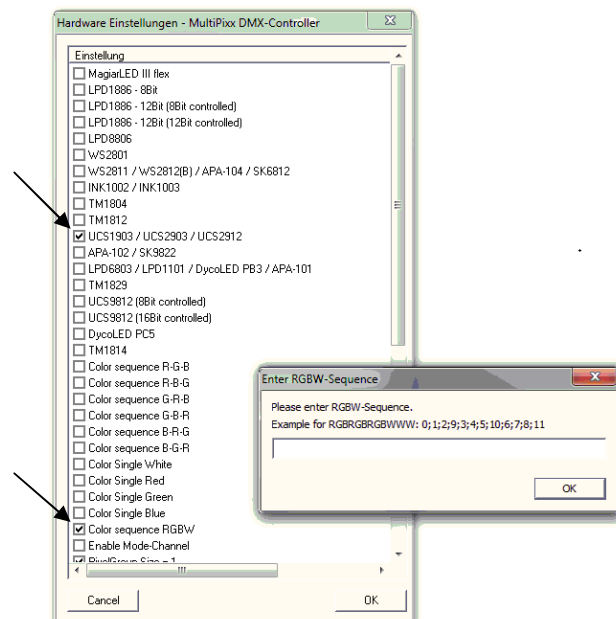 Hardware Einstellungen - MultiPixx DMX-Controller
Einstellung
MagiarLED III flex
LPD1886 - 8Bit
LPD1886 - 12Bit (8Bit controlled)
LPD1886 - 12Bit (12Bit controlled)
LPD8806
WS2801
WS2811 / WS2812(B) / APA-104 / SK6812
INK1002 / INK1003
TM1804
TM1812
UCS1903 / UCS2903 / UCS2912
APA-102 / SK9822
LPD6803 / LPD1101 / DycoLED PB3 / APA-101
TM1829
UCS9812 (8Bit controlled)
UCS9812 (16Bit controlled)
DycoLED PC5
TM1814
Color sequence R-G-B
Color sequence R-B-G
Color sequence G-R-B
Color sequence G-B-R
Color sequence B-R-G
Color sequence B-G-R
Color Single White
Color Single Red
Color Single Green
Color Single Blue
Color sequence RGBW
Enable Mode-Channel
PixelGroup Size = 1
Cancel
OK
Enter RGBW-Sequence
Please enter RGBW-Sequence.
Example for RGBRGBRGBWWW: 0;1;2;9;3;4;5;10;6;7;8;11
OK